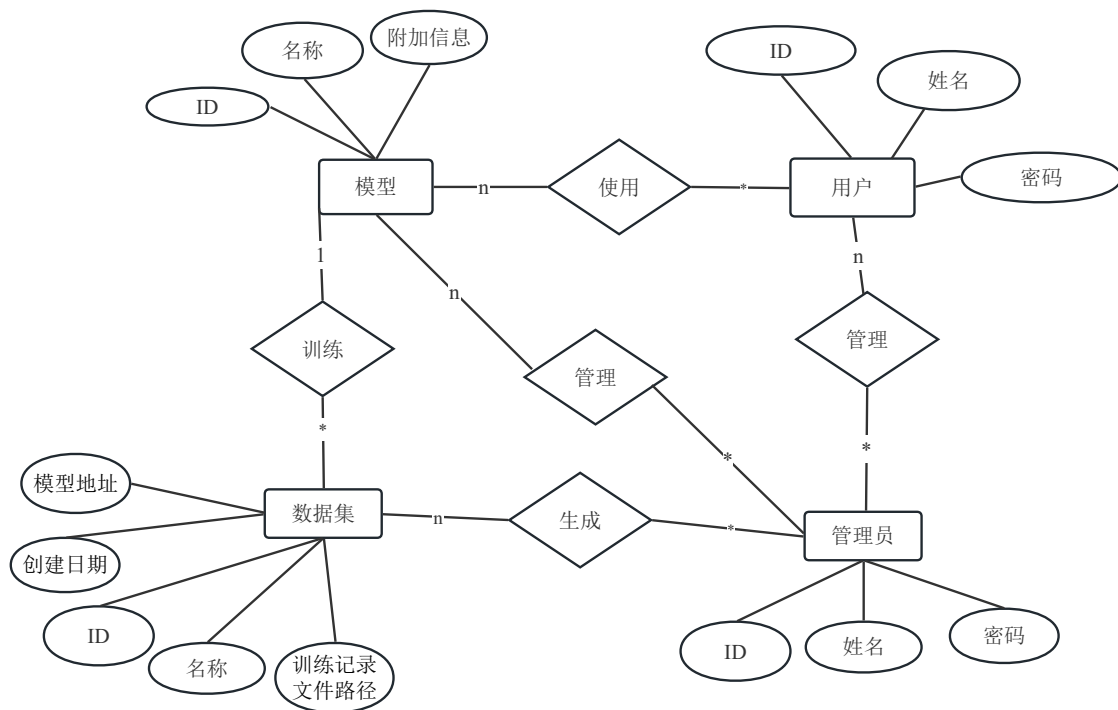 附加信息
名称
ID
ID
姓名
密码
模型
n
使用
*
用户
1
n
n
训练
管理
管理
*
*
*
模型地址
数据集
n
生成
*
管理员
创建日期
ID
名称
训练记录
文件路径
ID
姓名
密码